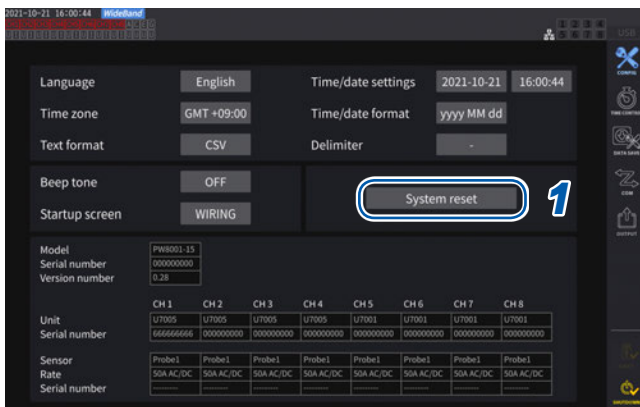 2021-10-21 16:00:44 WideBand
USB
Language English Time/date settings 2021-10-21 16:00:44
CONFIG
Time zone GMT +09:00 Time/date format yyyy MM dd
TIME CONTROL
Text format CSV Delimiter -
DATA SAVE
Beep tone OFF
System reset 1
COM
Startup screen WIRING
OUTPUT
Model PW8001-15
Serial number 000000000
Version number 0.28
CH 1 CH 2 CH 3 CH 4 CH 5 CH 6 CH 7 CH 8
Unit U7005 U7005 U7005 U7005 U7001 U7001 U7001 U7001
Serial number 666666666 000000000 000000000 000000000 000000000 000000000 000000000 000000000
Sensor Probe1 Probe1 Probe1 Probe1 Probe1 Probe1 Probe1 Probe1
Rate 50A AC/DC 50A AC/DC 50A AC/DC 50A AC/DC 50A AC/DC 50A AC/DC 50A AC/DC 50A AC/DC
Serial number --------- --------- --------- --------- --------- --------- --------- ---------
SHUTDOWN